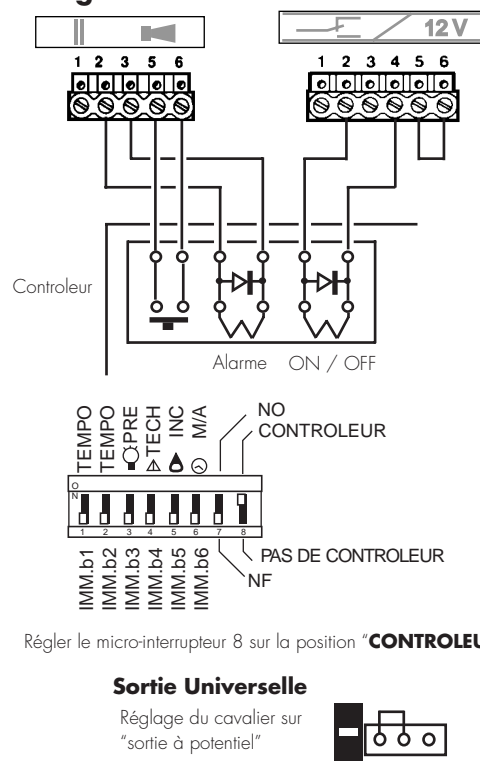 12 V
1 2 3 5 6
1 2 3 4 5 6
Controleur
Alarme ON / OFF
TEMPO
TEMPO
PRE
TECH
INC
M/A
NO
CONTROLEUR
O
N
1 2 3 4 5 6 7 8
IMM.b1
IMM.b2
IMM.b3
IMM.b4
IMM.b5
IMM.b6
PAS DE CONTROLEUR
NF
Régler le micro-interrupteur 8 sur la position "CONTROLEU
Sortie Universelle
Réglage du cavalier sur
"sortie à potentiel"